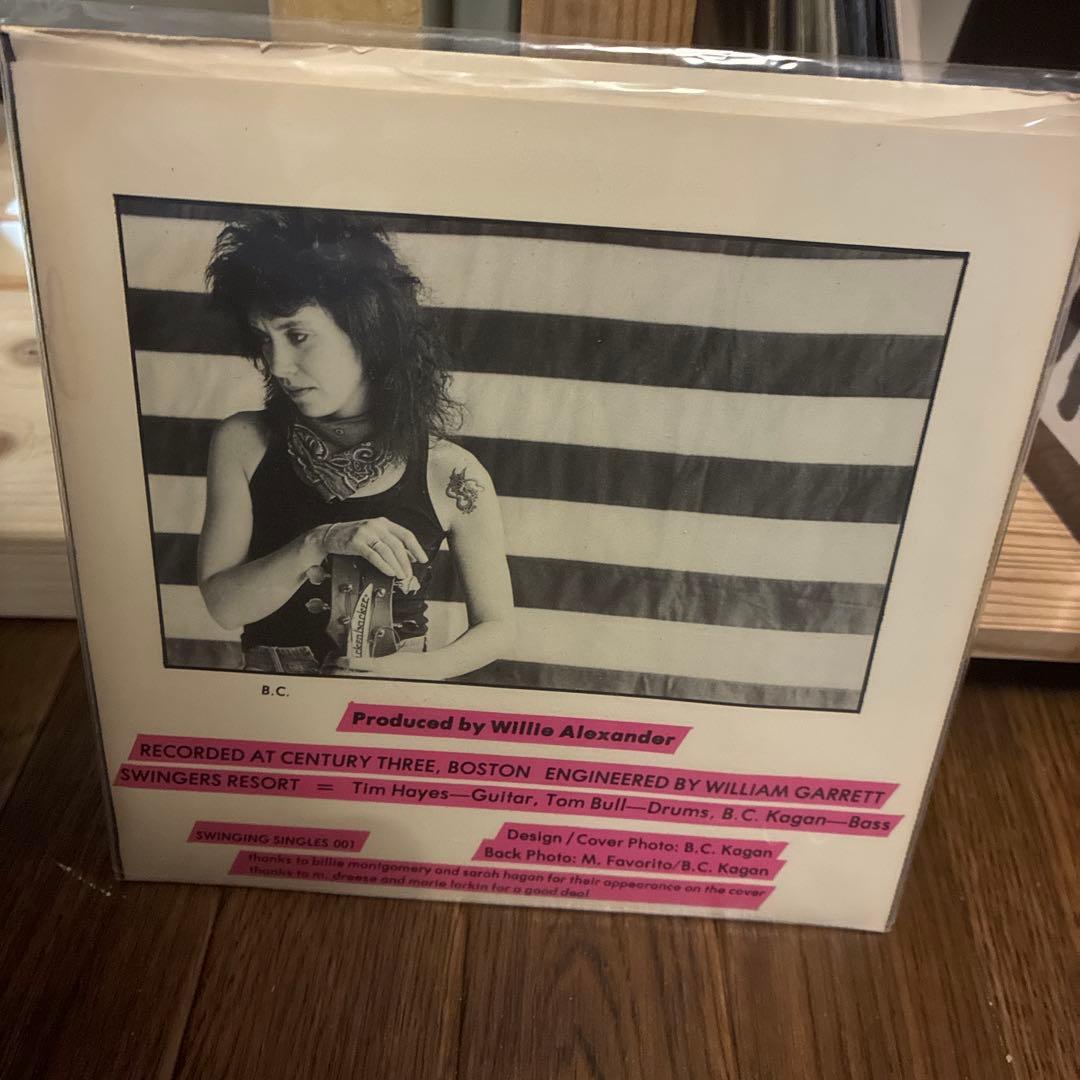 ickenbacker
B.C.
Produced by Willie Alexander
RECORDED AT CENTURY THREE, BOSTON ENGINEERED BY WILLIAM GARRETT
SWINGERS RESORT = Tim Hayes—Guitar, Tom Bull—Drums, B.C. Kagan—Bass
SWINGING SINGLES 001
Design / Cover Photo: B.C. Kagan
Back Photo: M. Favorito/B.C. Kagan
thanks to billie montgomery and sarah hagan for their appearance on the cover
thanks to m. dreese and marie larkin for a good deal